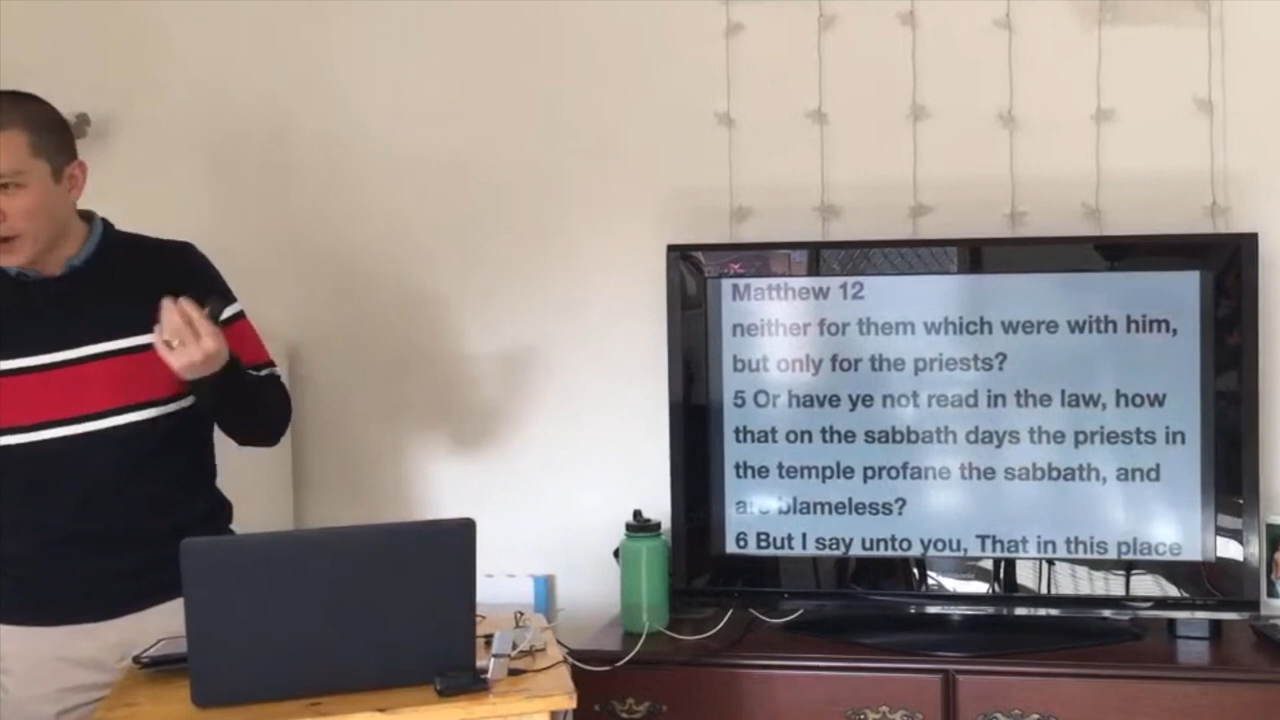 Matthew 12
neither for them which were with him,
but only for the priests?
5 Or have ye not read in the law, how
that on the sabbath days the priests in
the temple profane the sabbath, and
are blameless?
6 But I say unto you, That in this place